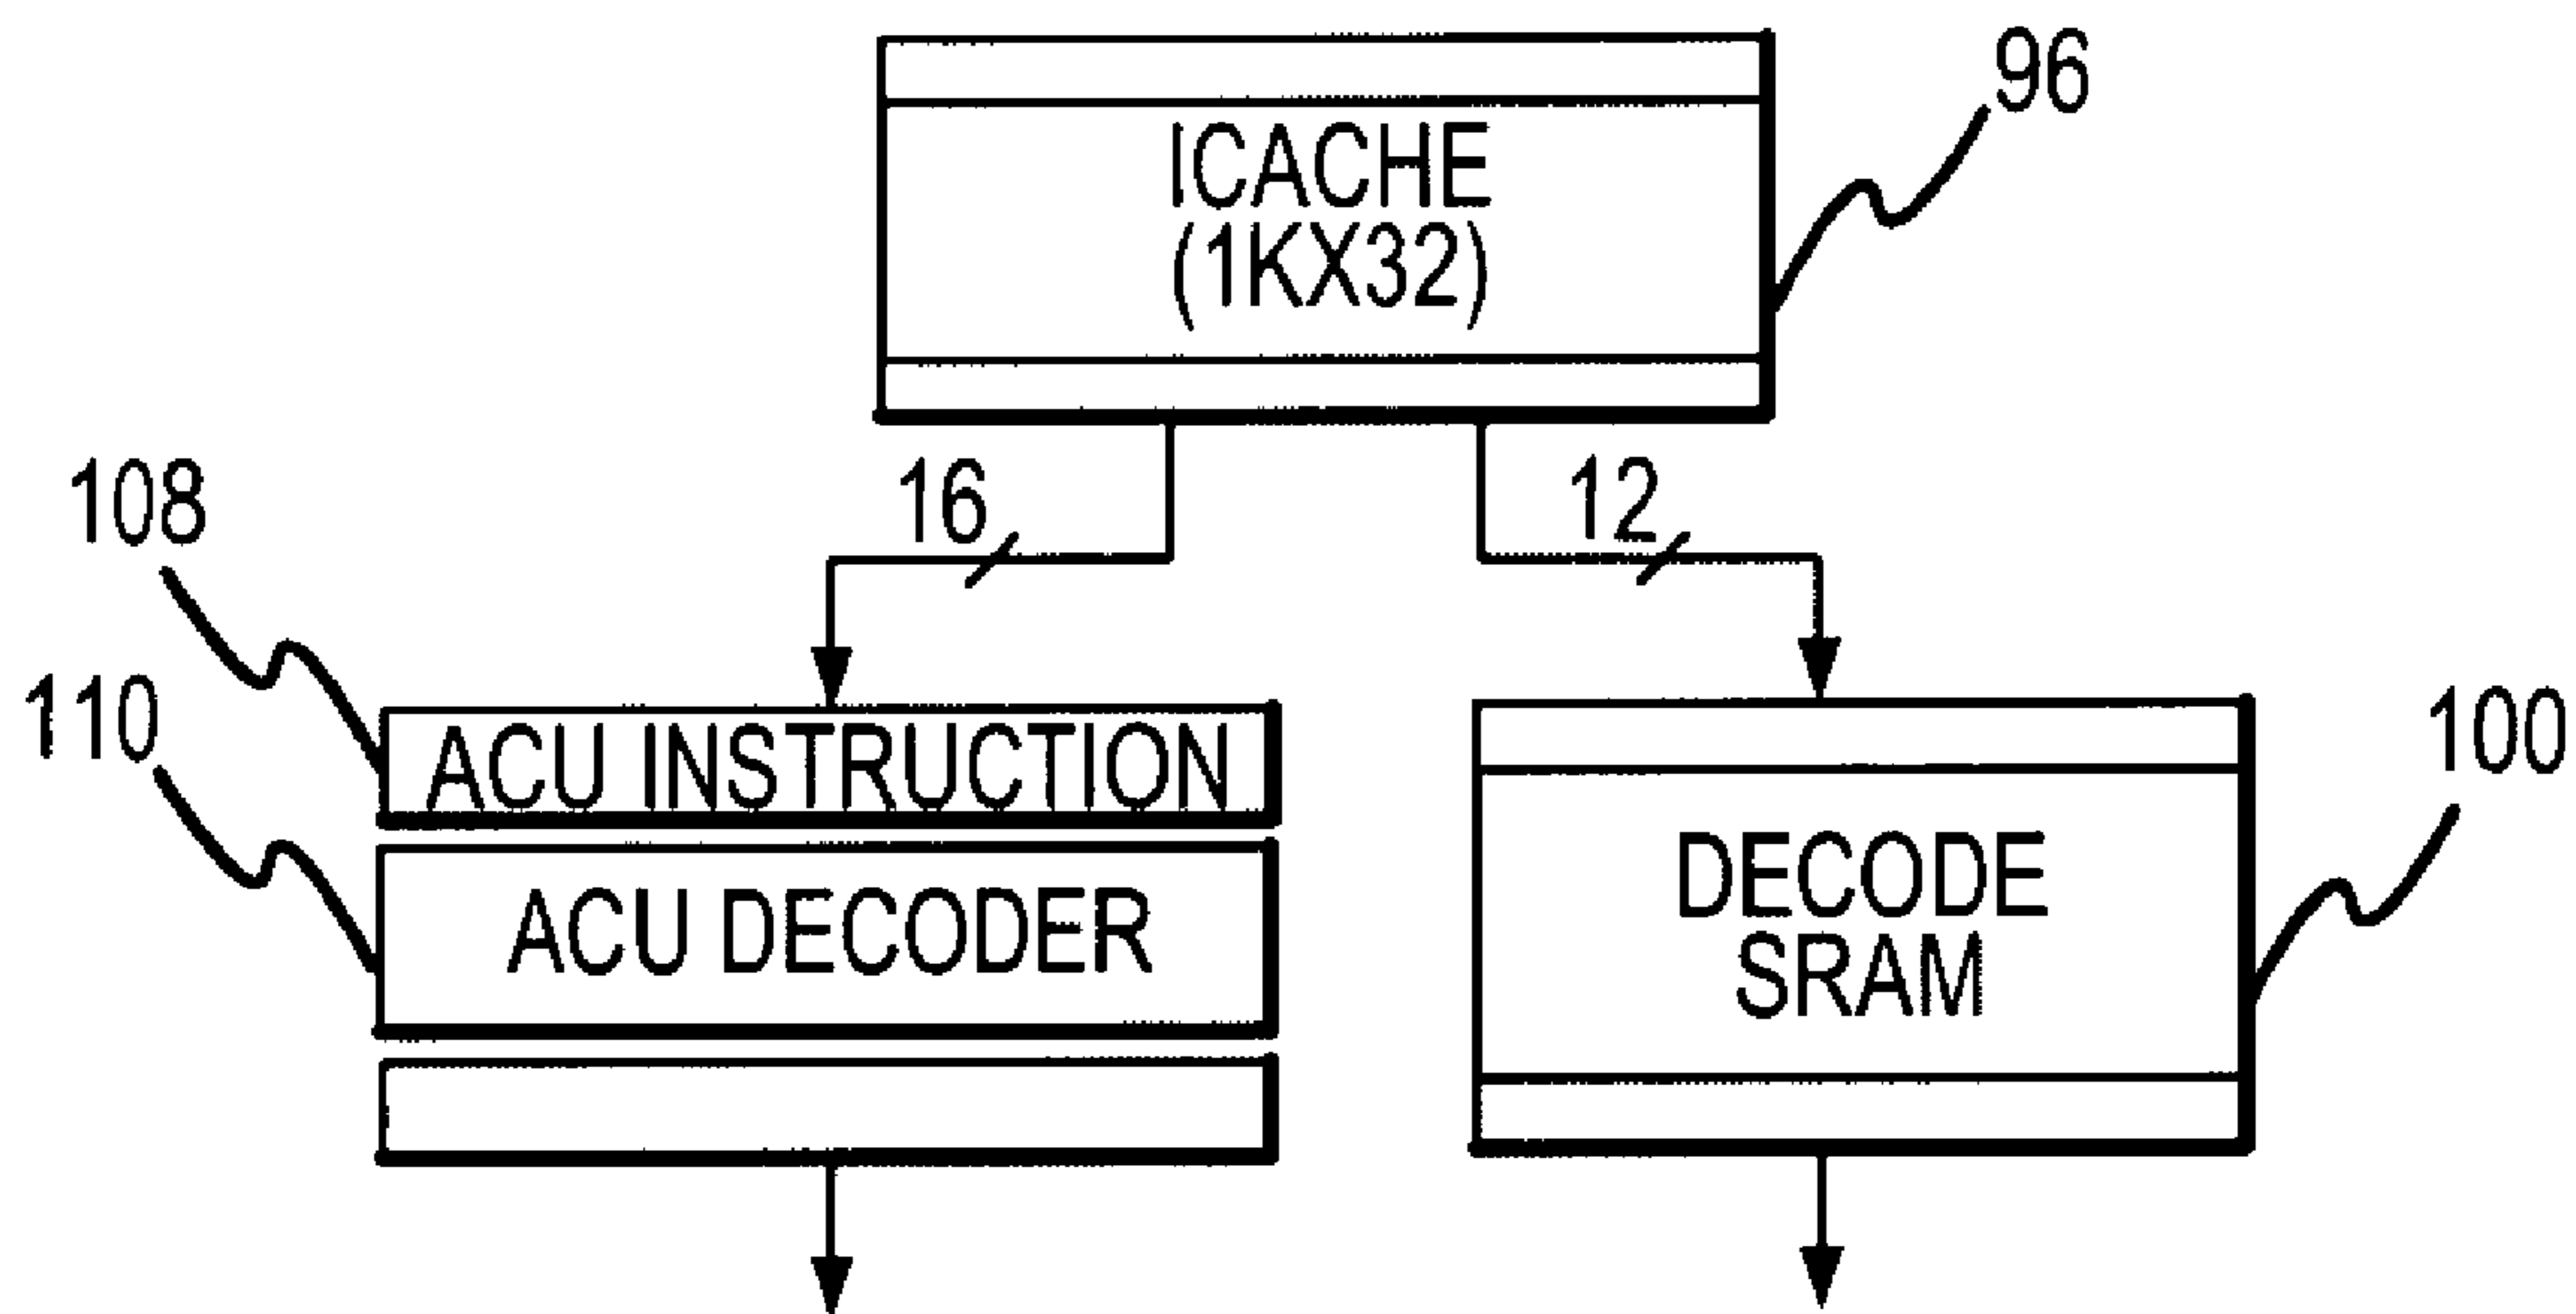 96
ICACHE
(1KX32)
16
12
108
110
100
ACU INSTRUCTION
ACU DECODER
DECODE
SRAM